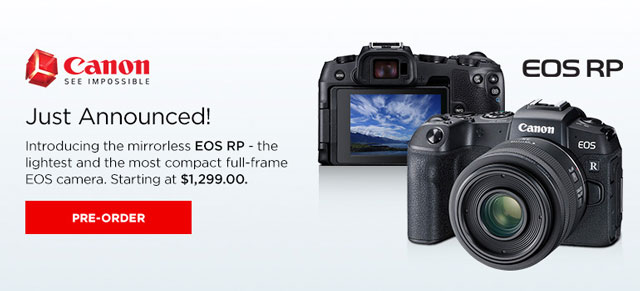 Canon
SEE IMPOSSIBLE
EOS RP
Just Announced!
Introducing the mirrorless EOS RP - the
lightest and the most compact full-frame
EOS camera. Starting at $1,299.00.
PRE-ORDER
Canon
EOS
R